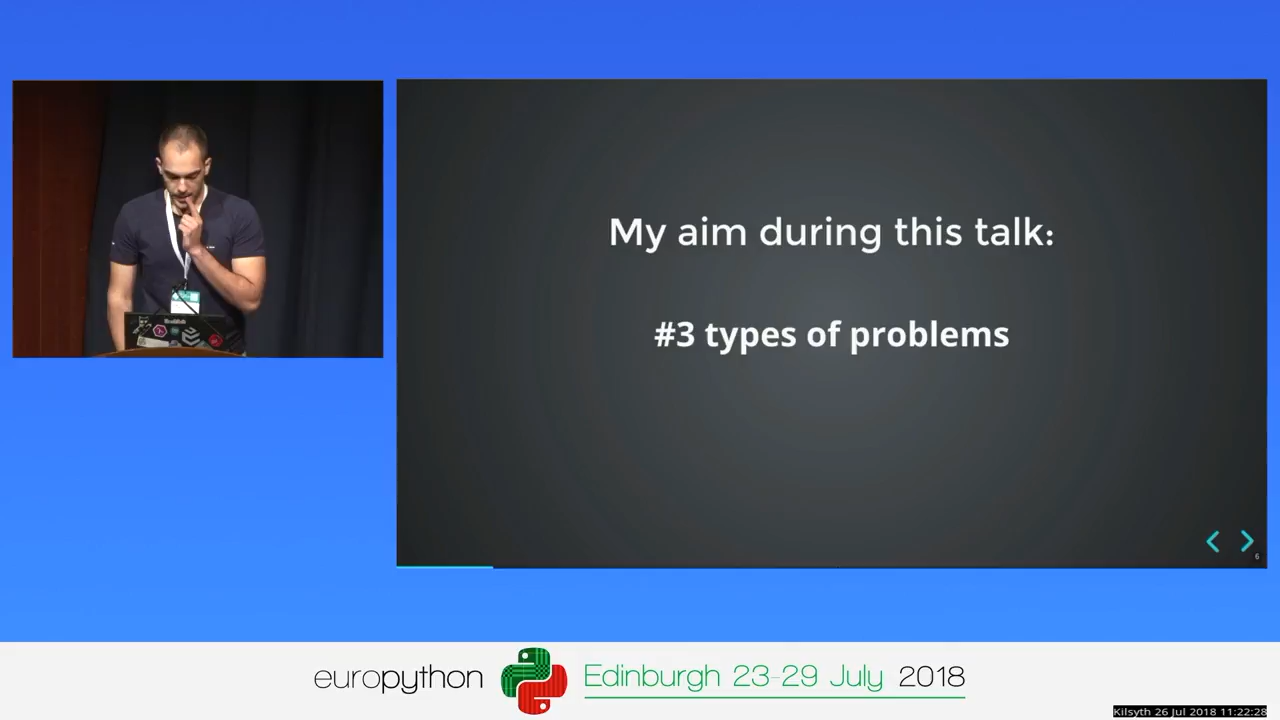 My aim during this talk:
#3 types of problems
6
europython Edinburgh 23-29 July 2018
Kilsyth 26 Jul 2018 11:22:28